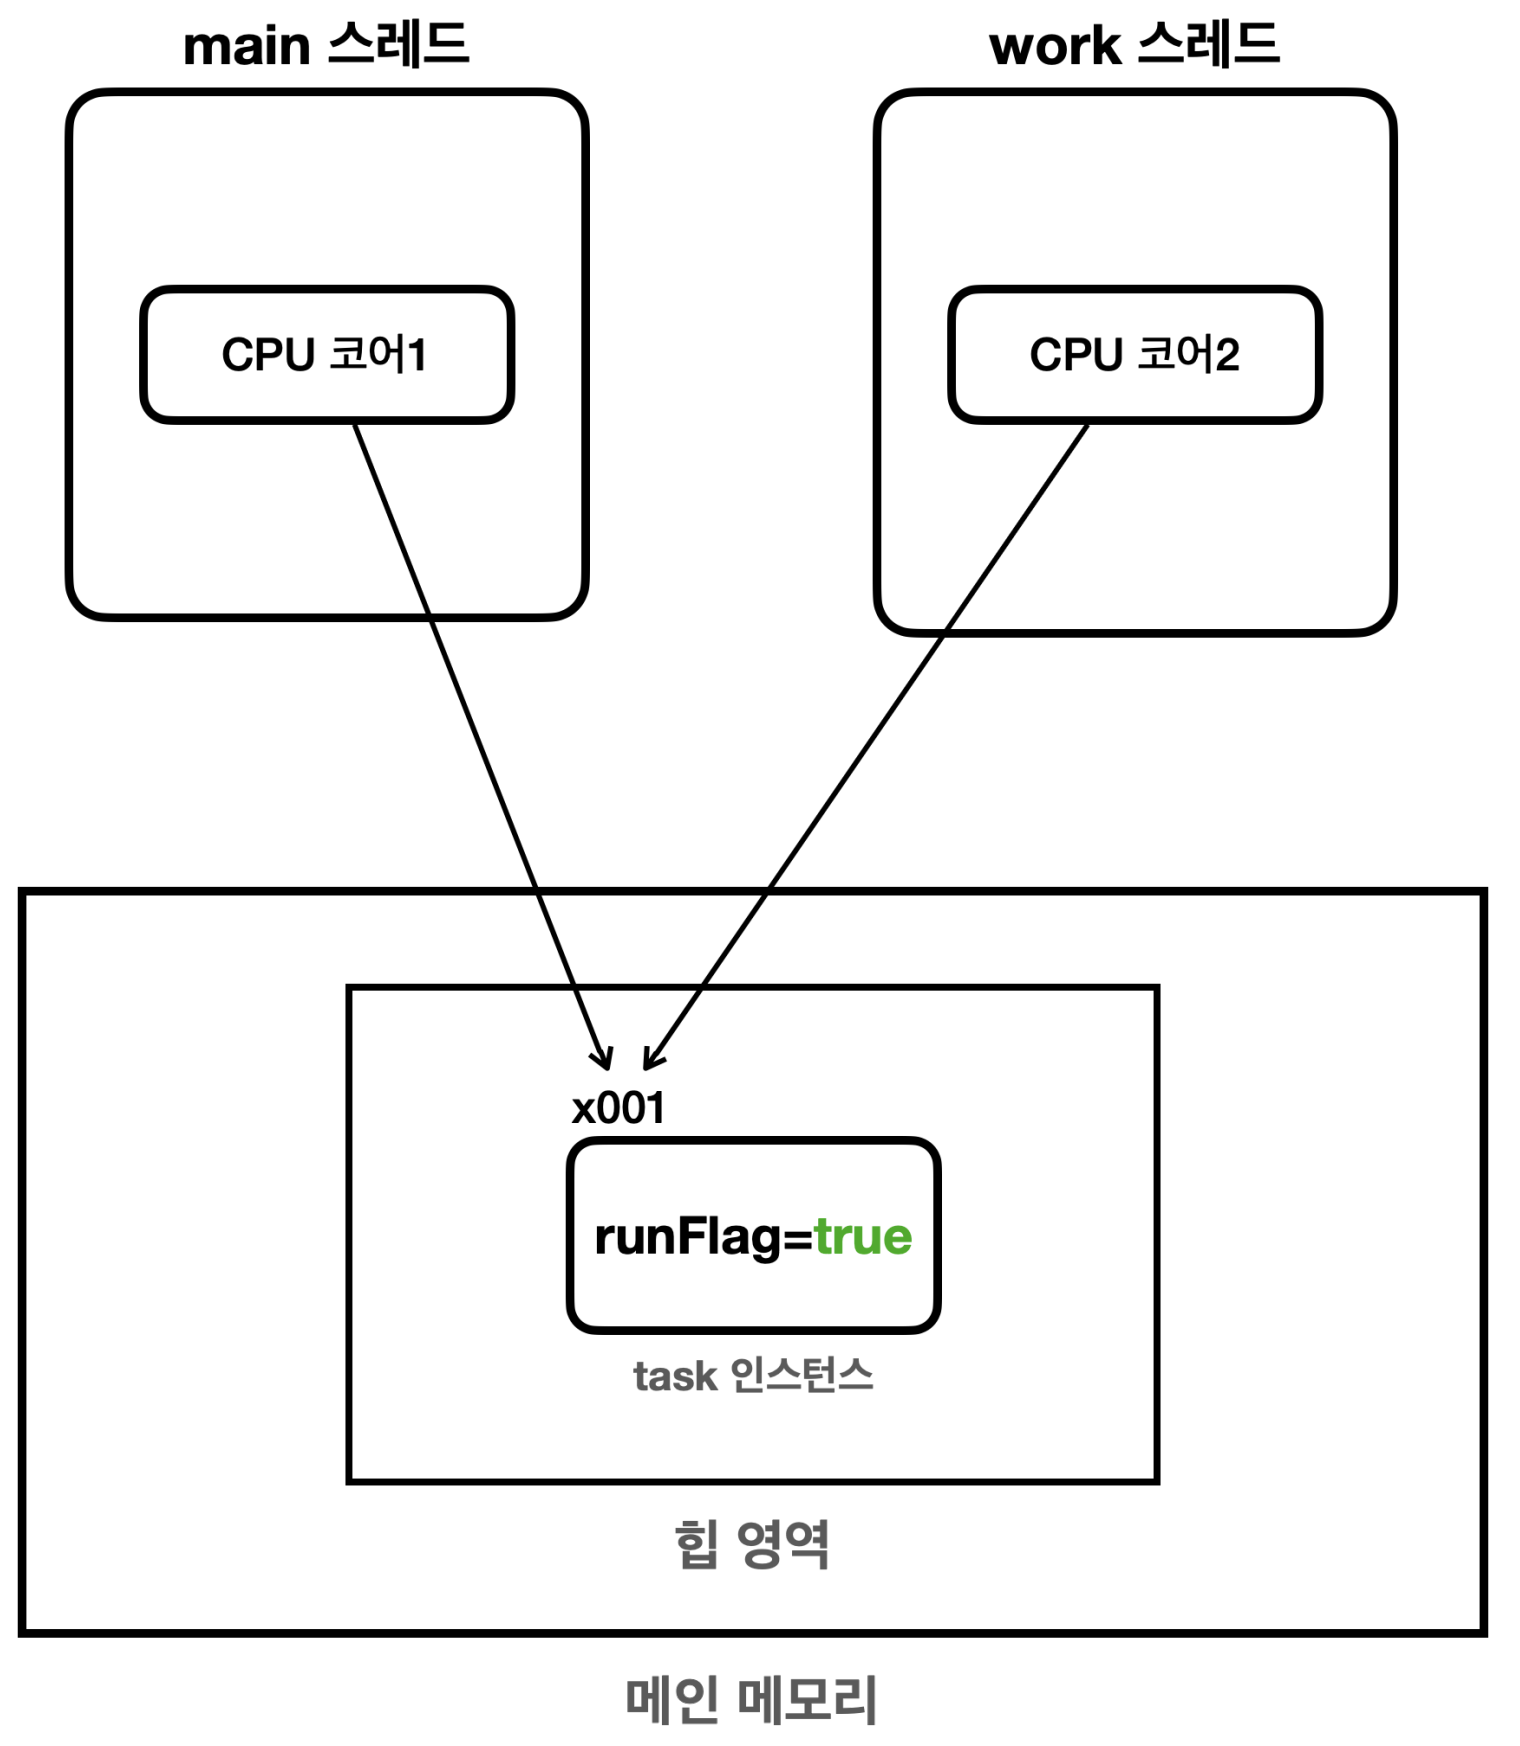 main 스레드
work 스레드
CPU 코어1
CPU 코어2
x001
runFlag=true
task 인스턴스
힙 영역
메인 메모리